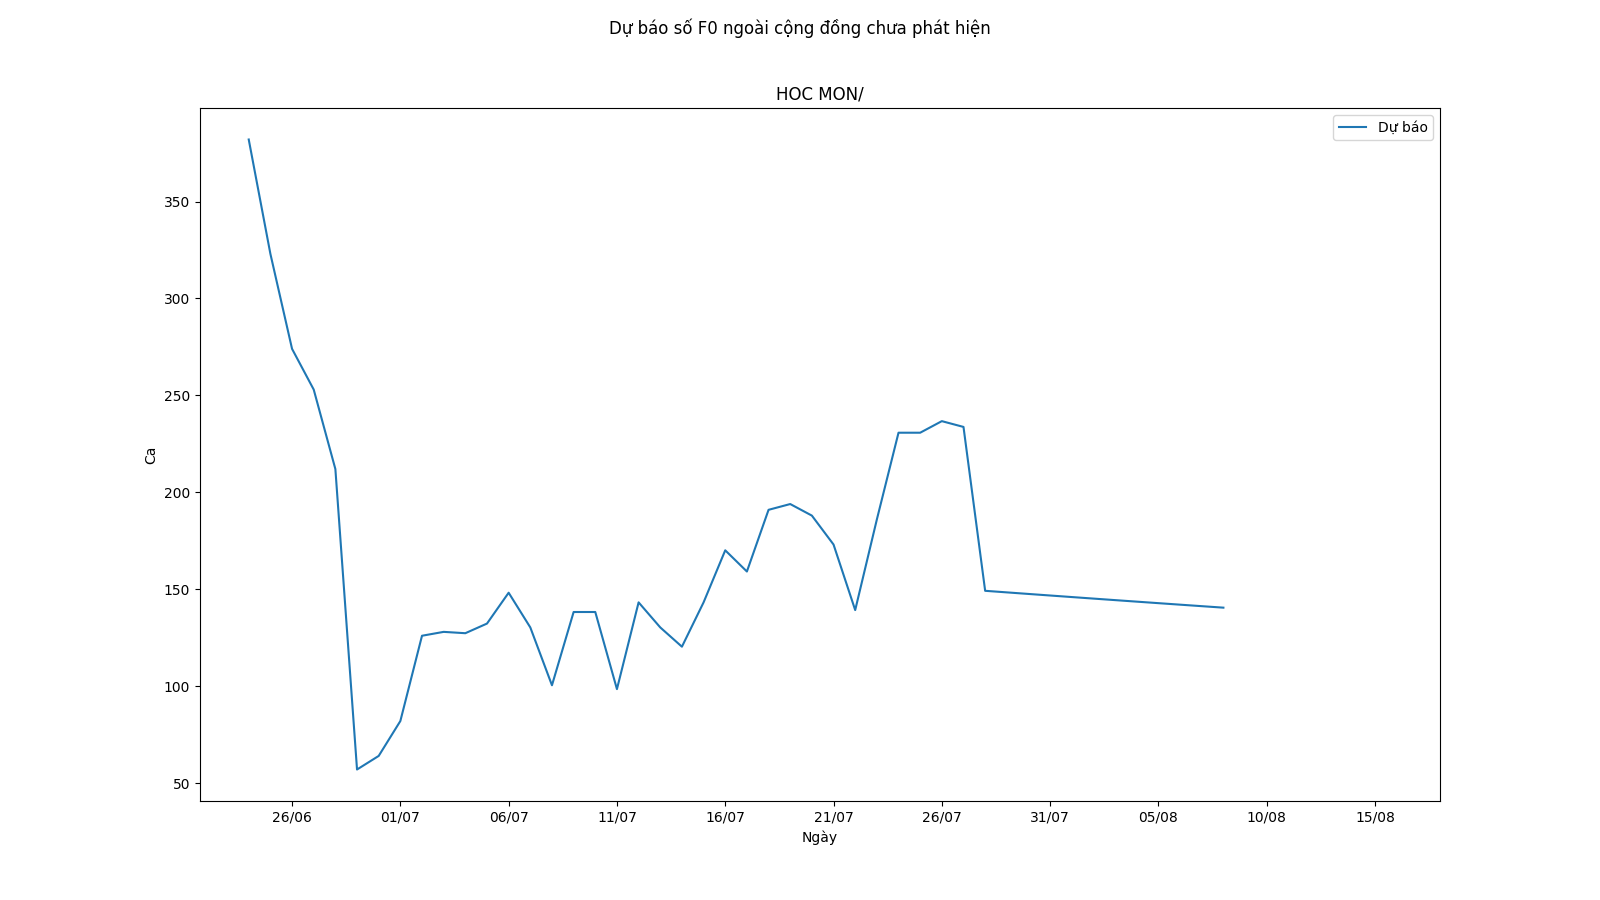 Dự báo số F0 ngoài cộng đồng chưa phát hiện
HOC MON/
Dự báo
350
300
250
200
150
100
50
Ca
26/06 01/07 06/07 11/07 16/07 21/07 26/07 31/07 05/08 10/08 15/08
Ngày